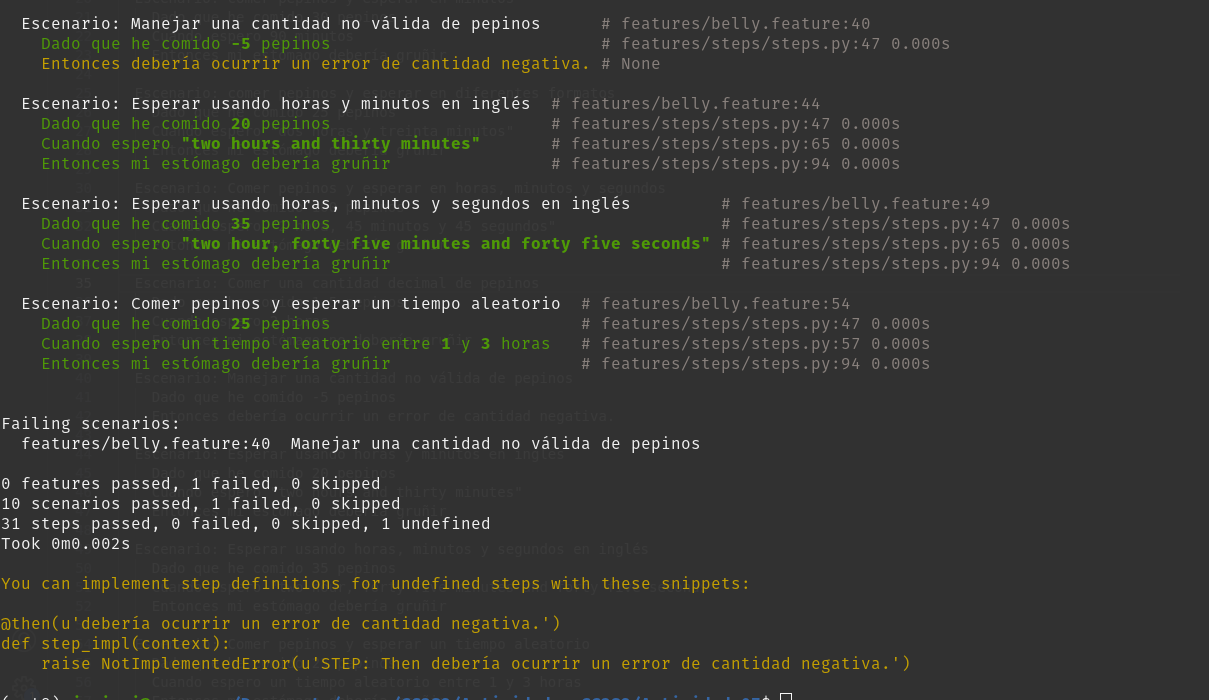 Escenario: Manejar una cantidad no válida de pepinos # features/belly.feature:40
Dado que he comido -5 pepinos # features/steps/steps.py:47 0.000s
Entonces debería ocurrir un error de cantidad negativa. # None
Escenario: Esperar usando horas y minutos en inglés # features/belly.feature:44
Dado que he comido 20 pepinos # features/steps/steps.py:47 0.000s
Cuando espero "two hours and thirty minutes" # features/steps/steps.py:65 0.000s
Entonces mi estómago debería gruñir # features/steps/steps.py:94 0.000s
Escenario: Esperar usando horas, minutos y segundos en inglés # features/belly.feature:49
Dado que he comido 35 pepinos # features/steps/steps.py:47 0.000s
Cuando espero "two hour, forty five minutes and forty five seconds" # features/steps/steps.py:65 0.000s
Entonces mi estómago debería gruñir # features/steps/steps.py:94 0.000s
Escenario: Comer pepinos y esperar un tiempo aleatorio # features/belly.feature:54
Dado que he comido 25 pepinos # features/steps/steps.py:47 0.000s
Cuando espero un tiempo aleatorio entre 1 y 3 horas # features/steps/steps.py:57 0.000s
Entonces mi estómago debería gruñir # features/steps/steps.py:94 0.000s
Failing scenarios:
features/belly.feature:40 Manejar una cantidad no válida de pepinos
0 features passed, 1 failed, 0 skipped
10 scenarios passed, 1 failed, 0 skipped
31 steps passed, 0 failed, 0 skipped, 1 undefined
Took 0m0.002s
You can implement step definitions for undefined steps with these snippets:
@then(u'debería ocurrir un error de cantidad negativa.')
def step_impl(context):
raise NotImplementedError(u'STEP: Then debería ocurrir un error de cantidad negativa.')